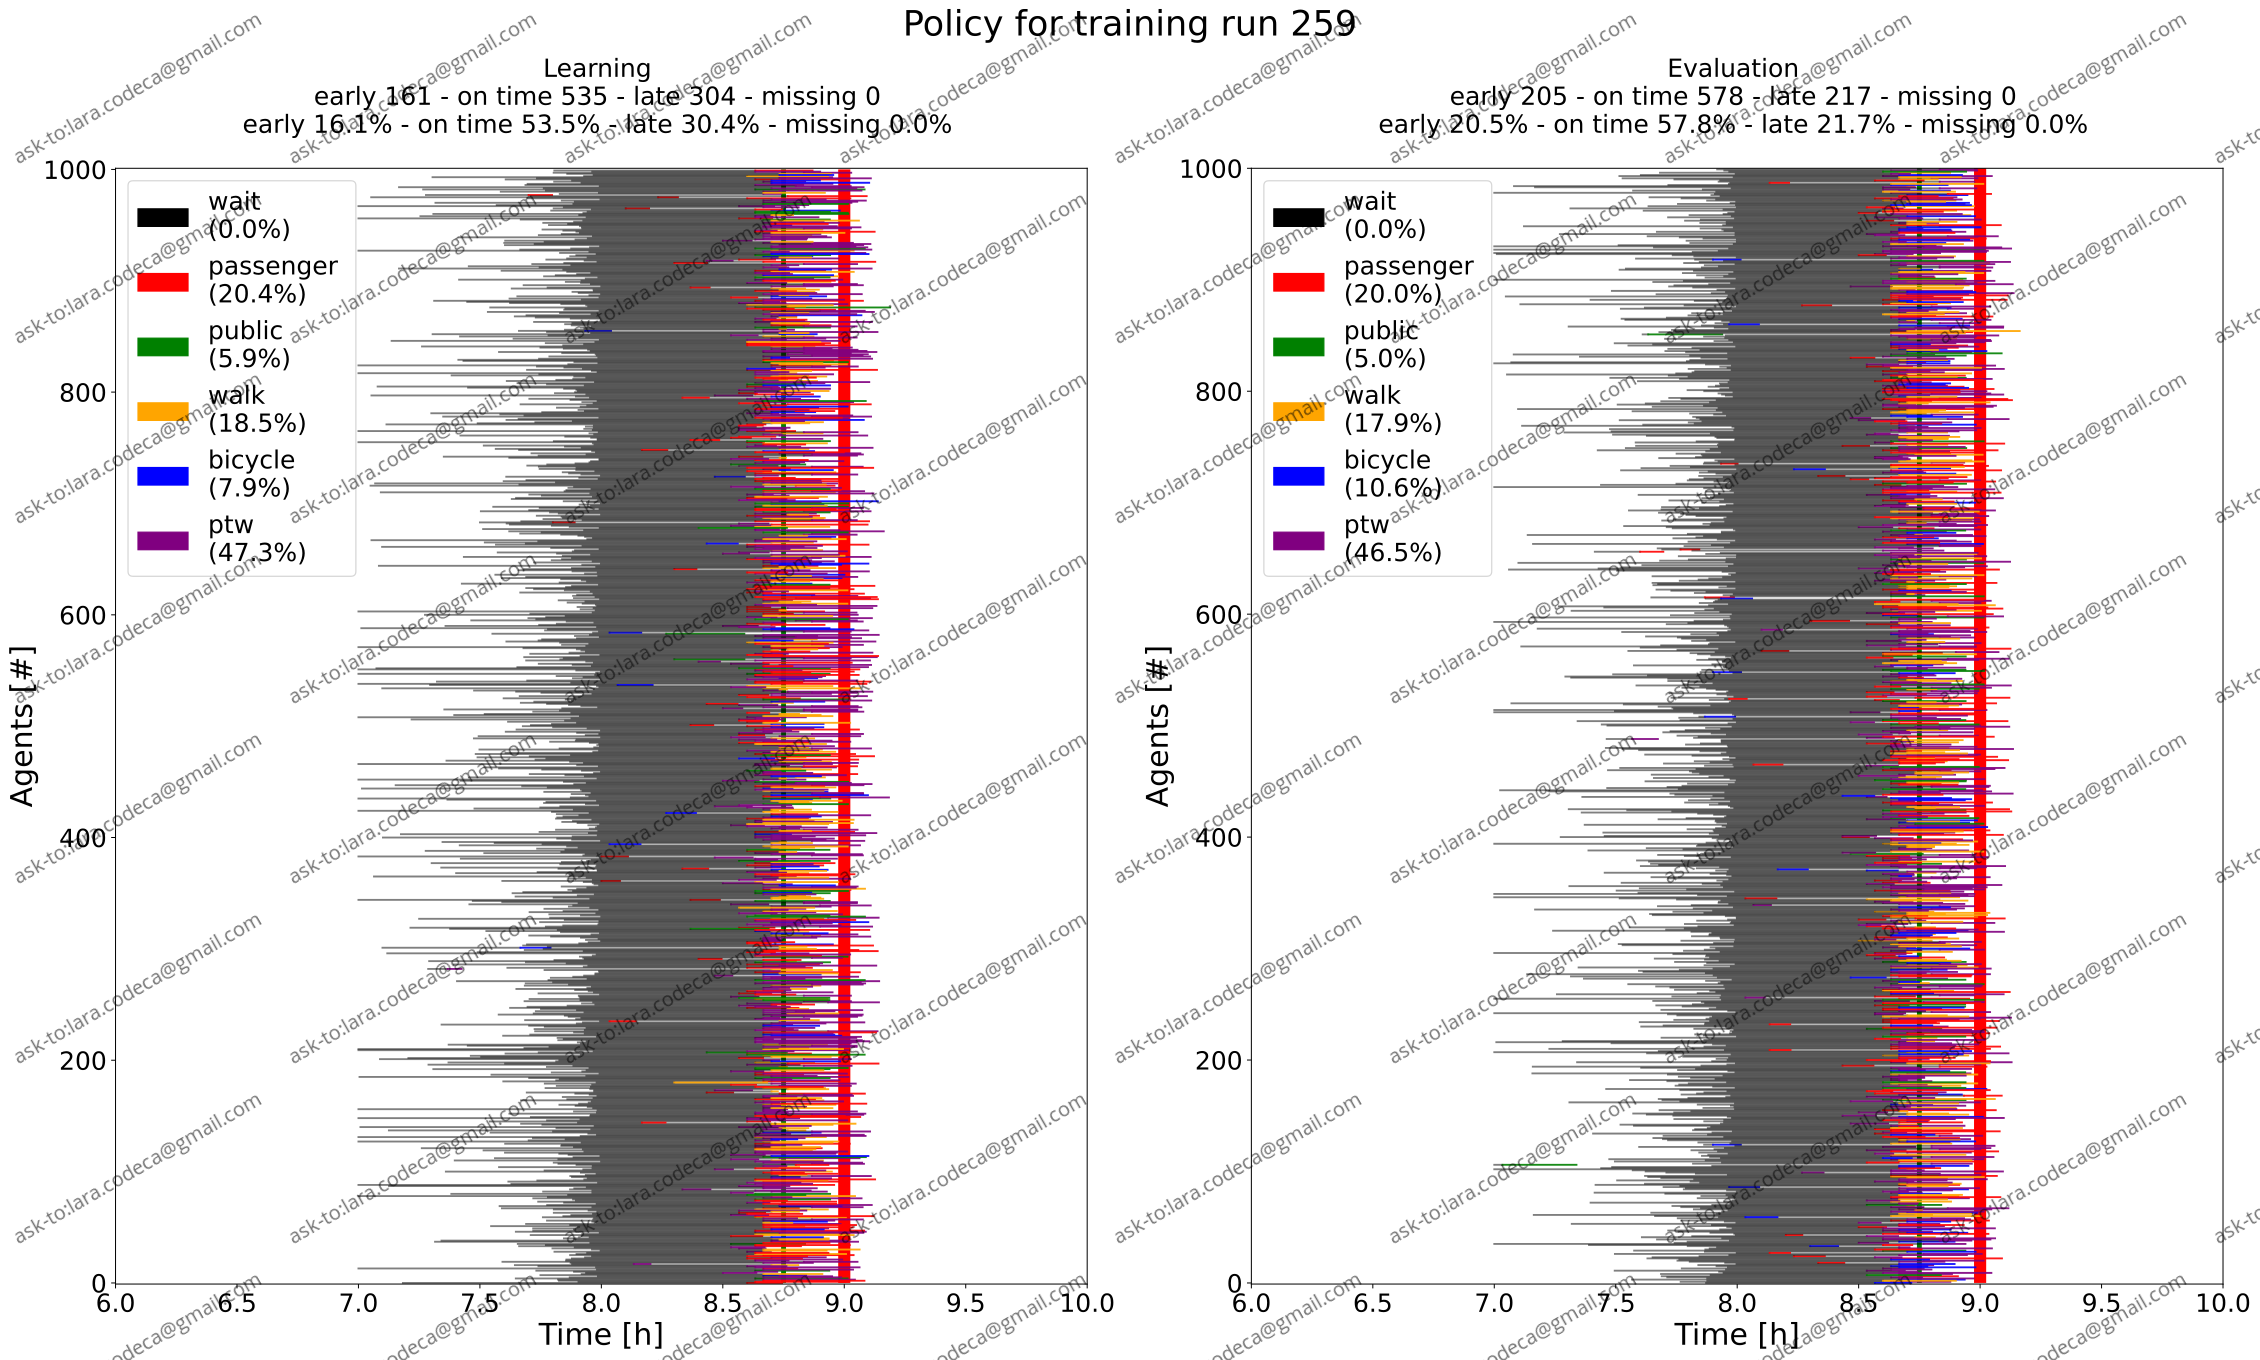 Policy for training run 259
Learning
early 161 - on time 535 - late 304 - missing 0
early 16.1% - on time 53.5% - late 30.4% - missing 0.0%
1000
800
600
400
200
0
Agents [#]
wait
(0.0%)
passenger
(20.4%)
public
(5.9%)
walk
(18.5%)
bicycle
(7.9%)
ptw
(47.3%)
6.0 6.5 7.0 7.5 8.0 8.5 9.0 9.5 10.0
Time [h]
Evaluation
early 205 - on time 578 - late 217 - missing 0
early 20.5% - on time 57.8% - late 21.7% - missing 0.0%
1000
800
600
400
200
0
Agents [#]
wait
(0.0%)
passenger
(20.0%)
public
(5.0%)
walk
(17.9%)
bicycle
(10.6%)
ptw
(46.5%)
6.0 6.5 7.0 7.5 8.0 8.5 9.0 9.5 10.0
Time [h]
ask-to:lara.codeca@gmail.com